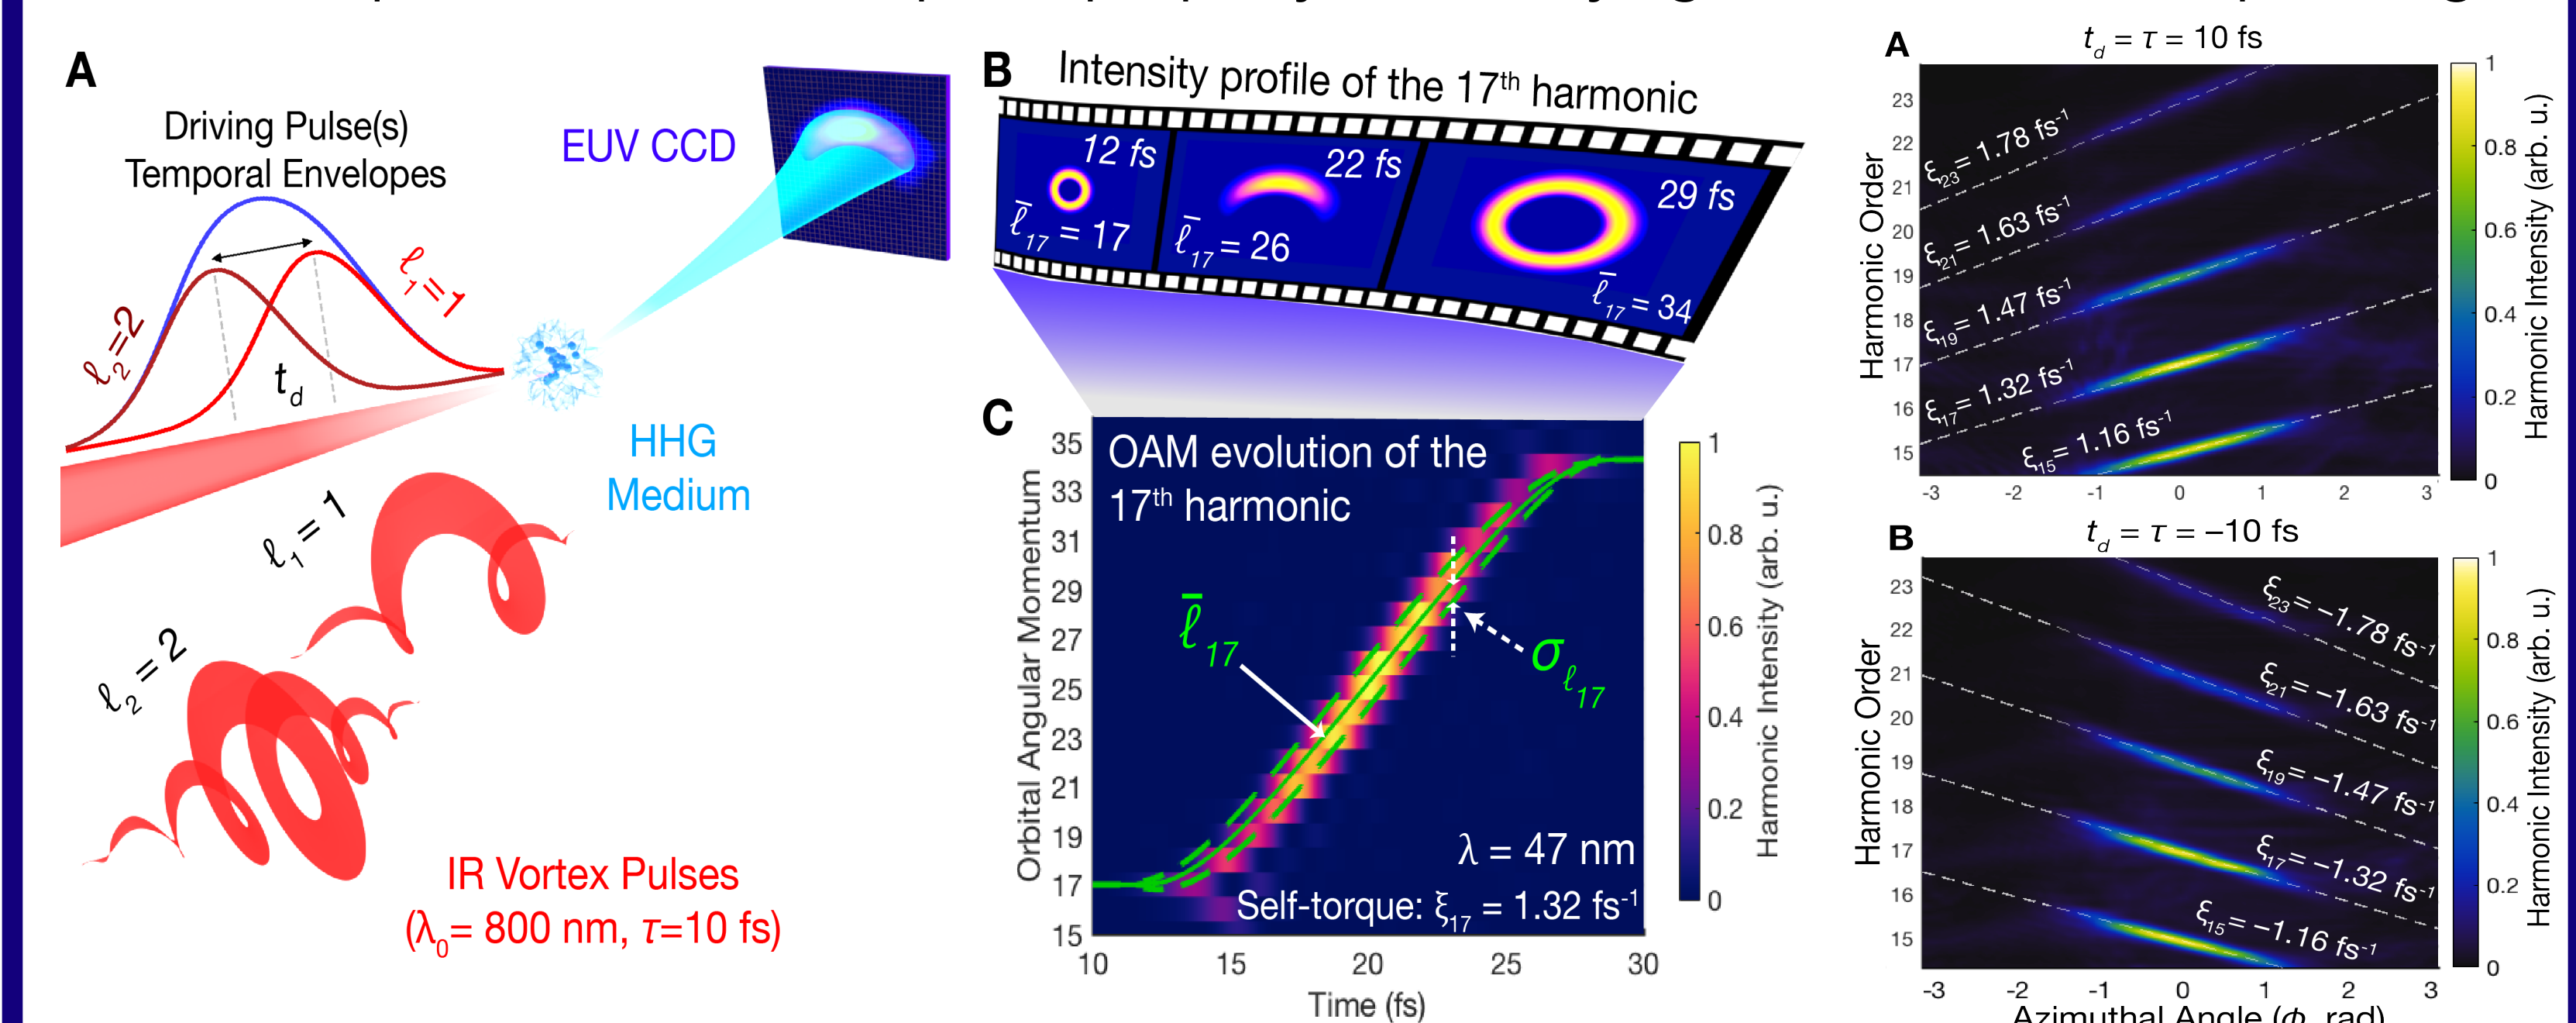 A
Driving Pulse(s)
Temporal Envelopes
ℓ₁=1
ℓ₂=2
t_d
EUV CCD
HHG
Medium
ℓ₁ = 1
ℓ₂ = 2
IR Vortex Pulses
(λ₀= 800 nm, τ=10 fs)
B
Intensity profile of the 17ᵗʰ harmonic
12 fs
ℓ̅₁₇ = 17
22 fs
ℓ̅₁₇ = 26
29 fs
ℓ̅₁₇ = 34
C
OAM evolution of the
17ᵗʰ harmonic
ℓ̅₁₇
σ_ℓ₁₇
λ = 47 nm
Self-torque: ξ₁₇ = 1.32 fs⁻¹
Orbital Angular Momentum
35
33
31
29
27
25
23
21
19
17
15
10 15 20 25 30
Time (fs)
1
0.8
0.6
0.4
0.2
0
Harmonic Intensity (arb. u.)
A
t_d = τ = 10 fs
Harmonic Order
23
22
21
20
19
18
17
16
15
ξ₂₃= 1.78 fs⁻¹
ξ₂₁= 1.63 fs⁻¹
ξ₁₉= 1.47 fs⁻¹
ξ₁₇= 1.32 fs⁻¹
ξ₁₅= 1.16 fs⁻¹
-3 -2 -1 0 1 2 3
1
0.8
0.6
0.4
0.2
0
Harmonic Intensity (arb. u.)
B
t_d = τ = −10 fs
Harmonic Order
23
22
21
20
19
18
17
16
15
ξ₂₃= −1.78 fs⁻¹
ξ₂₁= −1.63 fs⁻¹
ξ₁₉= −1.47 fs⁻¹
ξ₁₇= −1.32 fs⁻¹
ξ₁₅= −1.16 fs⁻¹
-3 -2 -1 0 1 2 3
Azimuthal Angle (ϕ, rad)
1
0.8
0.6
0.4
0.2
0
Harmonic Intensity (arb. u.)